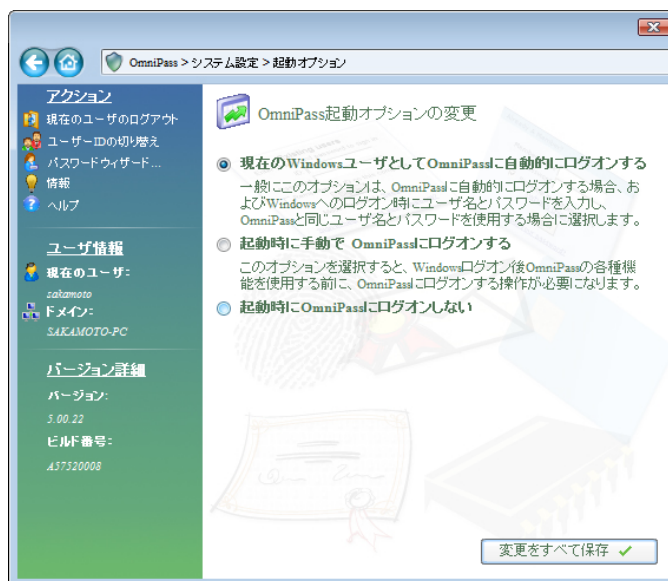 OmniPass > システム設定 > 起動オプション
アクション
現在のユーザのログアウト
ユーザーIDの切り替え
パスワードウィザード...
情報
ヘルプ
ユーザ情報
現在のユーザ:
sakamoto
ドメイン:
SAKAMOTO-PC
バージョン詳細
バージョン:
5.00.22
ビルド番号:
A57520008
OmniPass起動オプションの変更
現在のWindowsユーザとしてOmniPassに自動的にログオンする
一般にこのオプションは、OmniPassに自動的にログオンする場合、お
よびWindowsへのログオン時にユーザ名とパスワードを入力し、
OmniPassと同じユーザ名とパスワードを使用する場合に選択します。
起動時に手動で OmniPassにログオンする
このオプションを選択すると、Windowsログオン後OmniPassの各種機
能を使用する前に、OmniPassにログオンする操作が必要になります。
起動時にOmniPassにログオンしない
変更をすべて保存